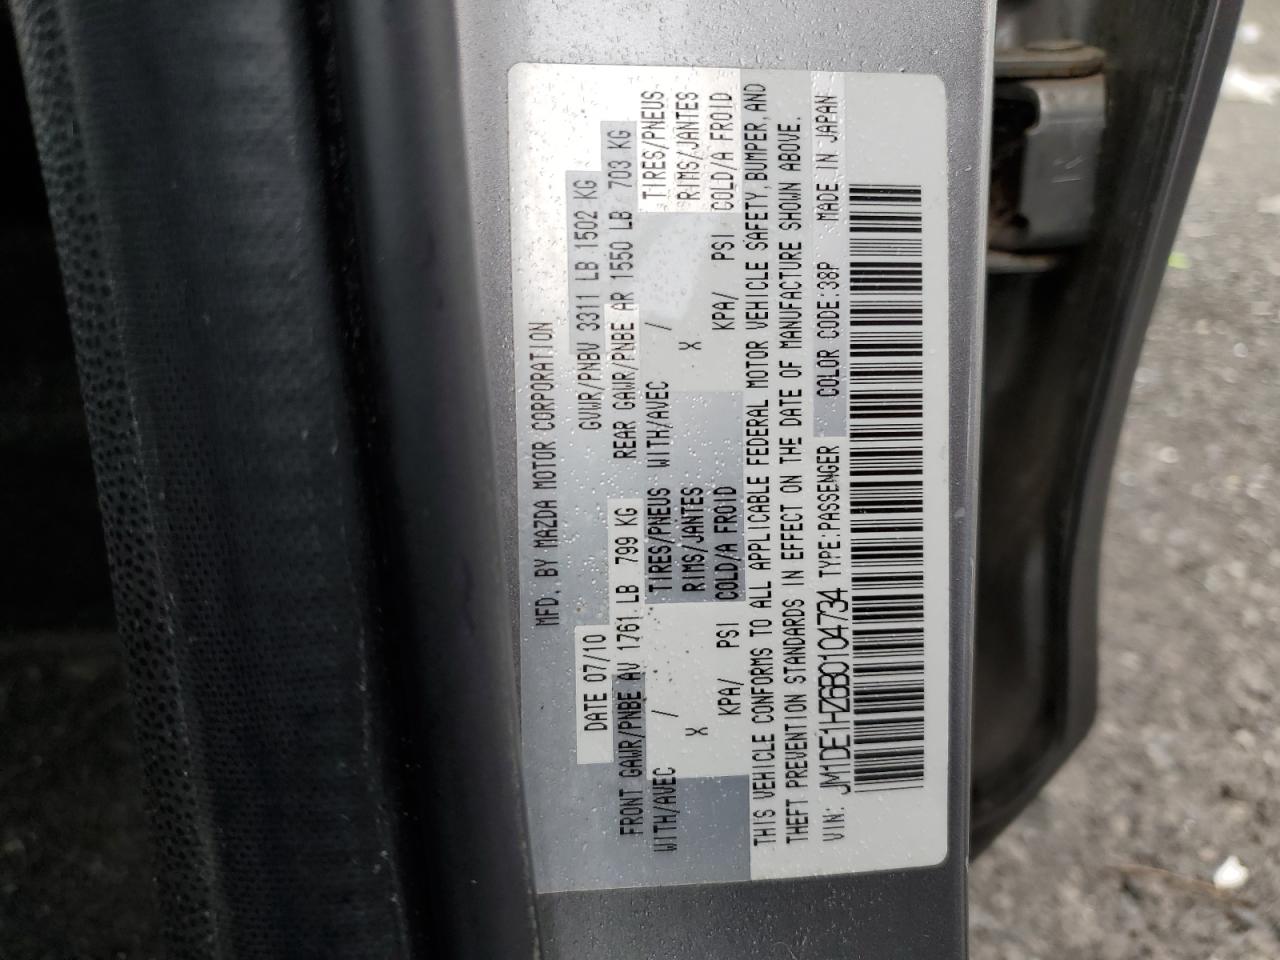 MFD. BY MAZDA MOTOR CORPORATION
DATE 07/10 GVWR/PNBV 3311 LB 1502 KG
FRONT GAWR/PNBE AV 1761 LB 799 KG REAR GAWR/PNBE AR 1550 LB 703 KG
WITH/AVEC / TIRES/PNEUS WITH/AVEC / TIRES/PNEUS
X RIMS/JANTES X RIMS/JANTES
KPA/ PSI COLD/A FROID KPA/ PSI COLD/A FROID
THIS VEHICLE CONFORMS TO ALL APPLICABLE FEDERAL MOTOR VEHICLE SAFETY, BUMPER, AND
THEFT PREVENTION STANDARDS IN EFFECT ON THE DATE OF MANUFACTURE SHOWN ABOVE.
VIN: JM1DE1HZ6B0104734 TYPE:PASSENGER COLOR CODE:38P MADE IN JAPAN